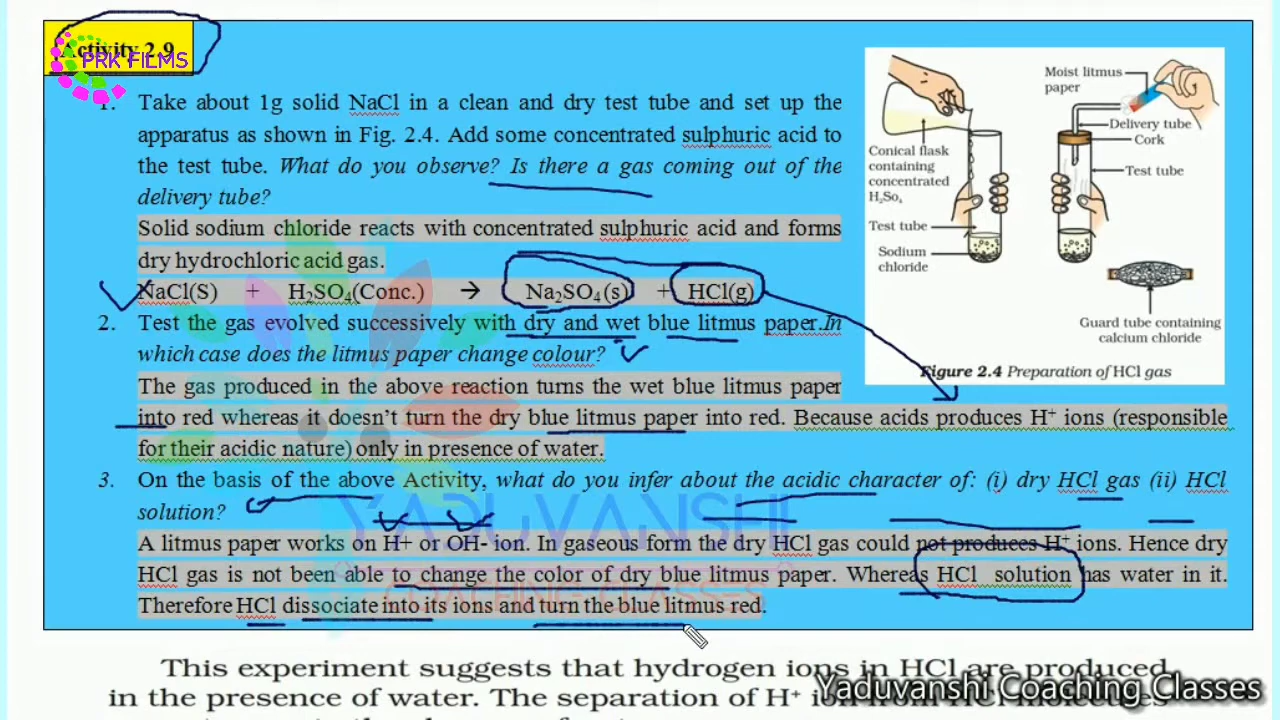 Activity 2.9
PRK FILMS
1. Take about 1g solid NaCl in a clean and dry test tube and set up the
apparatus as shown in Fig. 2.4. Add some concentrated sulphuric acid to
the test tube. What do you observe? Is there a gas coming out of the
delivery tube?
Solid sodium chloride reacts with concentrated sulphuric acid and forms
dry hydrochloric acid gas.
NaCl(S) + H₂SO₄(Conc.) → Na₂SO₄(s) + HCl(g)
2. Test the gas evolved successively with dry and wet blue litmus paper.In
which case does the litmus paper change colour?
The gas produced in the above reaction turns the wet blue litmus paper
into red whereas it doesn't turn the dry blue litmus paper into red. Because acids produces H⁺ ions (responsible
for their acidic nature) only in presence of water.
3. On the basis of the above Activity, what do you infer about the acidic character of: (i) dry HCl gas (ii) HCl
solution?
A litmus paper works on H+ or OH- ion. In gaseous form the dry HCl gas could not produces H⁺ ions. Hence dry
HCl gas is not been able to change the color of dry blue litmus paper. Whereas HCl solution has water in it.
Therefore HCl dissociate into its ions and turn the blue litmus red.
Moist litmus
paper
Delivery tube
Cork
Conical flask
containing
concentrated
H₂So₄
Test tube
Test tube
Sodium
chloride
Guard tube containing
calcium chloride
Figure 2.4 Preparation of HCl gas
YADUVANSHI
COACHING CLASSES
This experiment suggests that hydrogen ions in HCl are produced
in the presence of water. The separation of H⁺ ion from HCl molecules
Yaduvanshi Coaching Classes